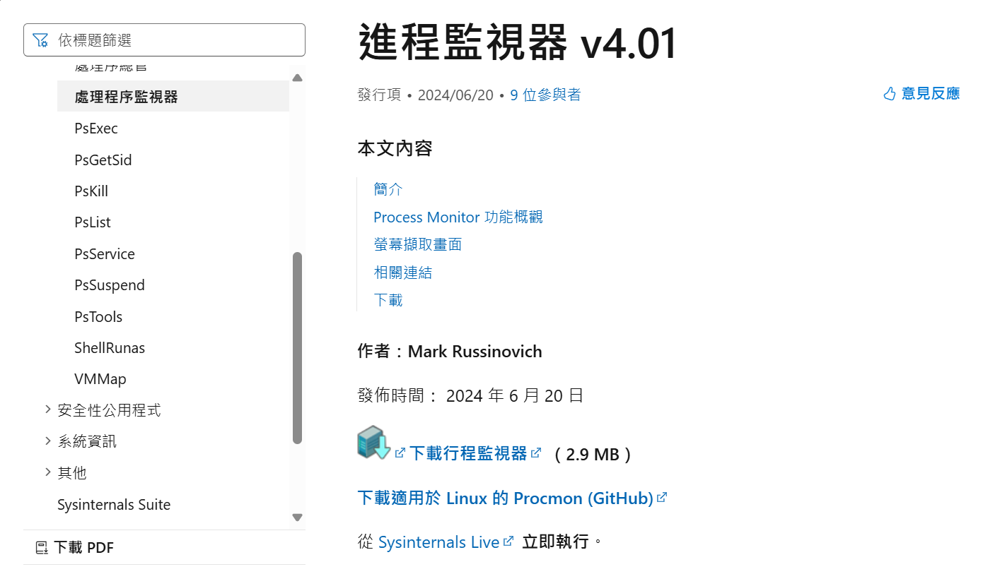 依標題篩選
處理序總管
處理程序監視器
PsExec
PsGetSid
PsKill
PsList
PsService
PsSuspend
PsTools
ShellRunas
VMMap
安全性公用程式
系統資訊
其他
Sysinternals Suite
下載 PDF
進程監視器 v4.01
發行項 • 2024/06/20 • 9 位參與者
意見反應
本文內容
簡介
Process Monitor 功能概觀
螢幕擷取畫面
相關連結
下載
作者：Mark Russinovich
發佈時間： 2024 年 6 月 20 日
下載行程監視器 （ 2.9 MB ）
下載適用於 Linux 的 Procmon (GitHub)
從 Sysinternals Live 立即執行。